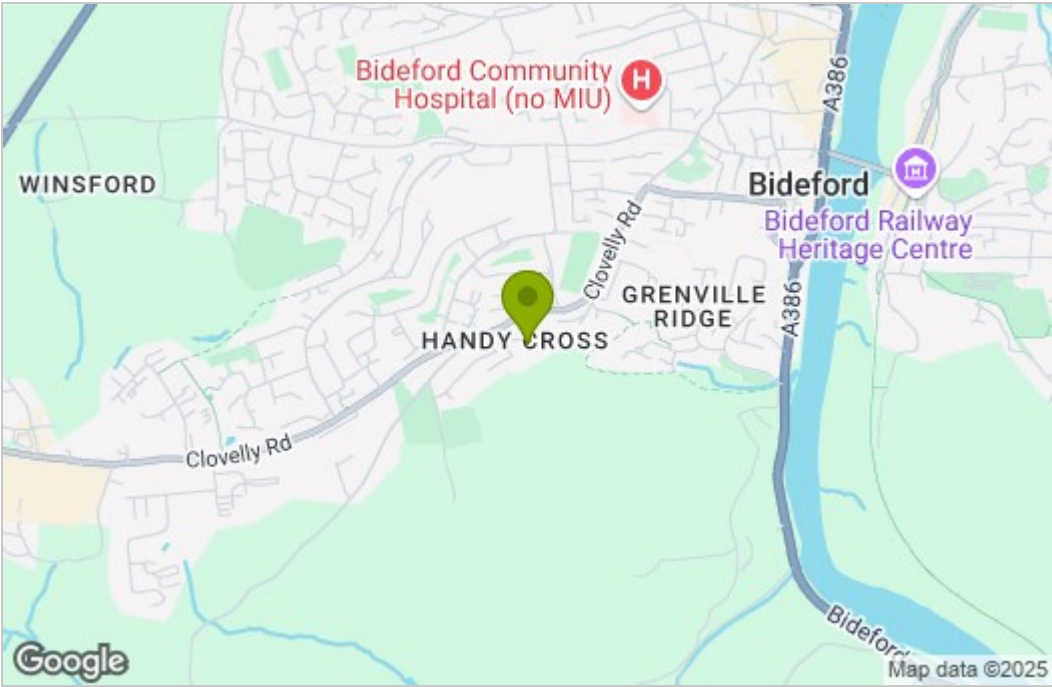 Bideford Community
Hospital (no MIU)
H
A386
WINSFORD
Bideford
Bideford Railway
Heritage Centre
Clovelly Rd
GRENVILLE
RIDGE
A386
HANDY CROSS
Clovelly Rd
Bideford
Google
Map data ©2025